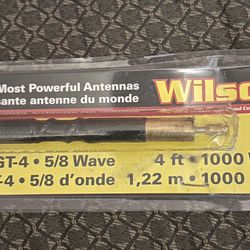 Most Powerful Antennas
sante antenne du monde
Wilso
GT-4 • 5/8 Wave 4 ft • 1000 W
-4 • 5/8 d'onde 1,22 m • 1000